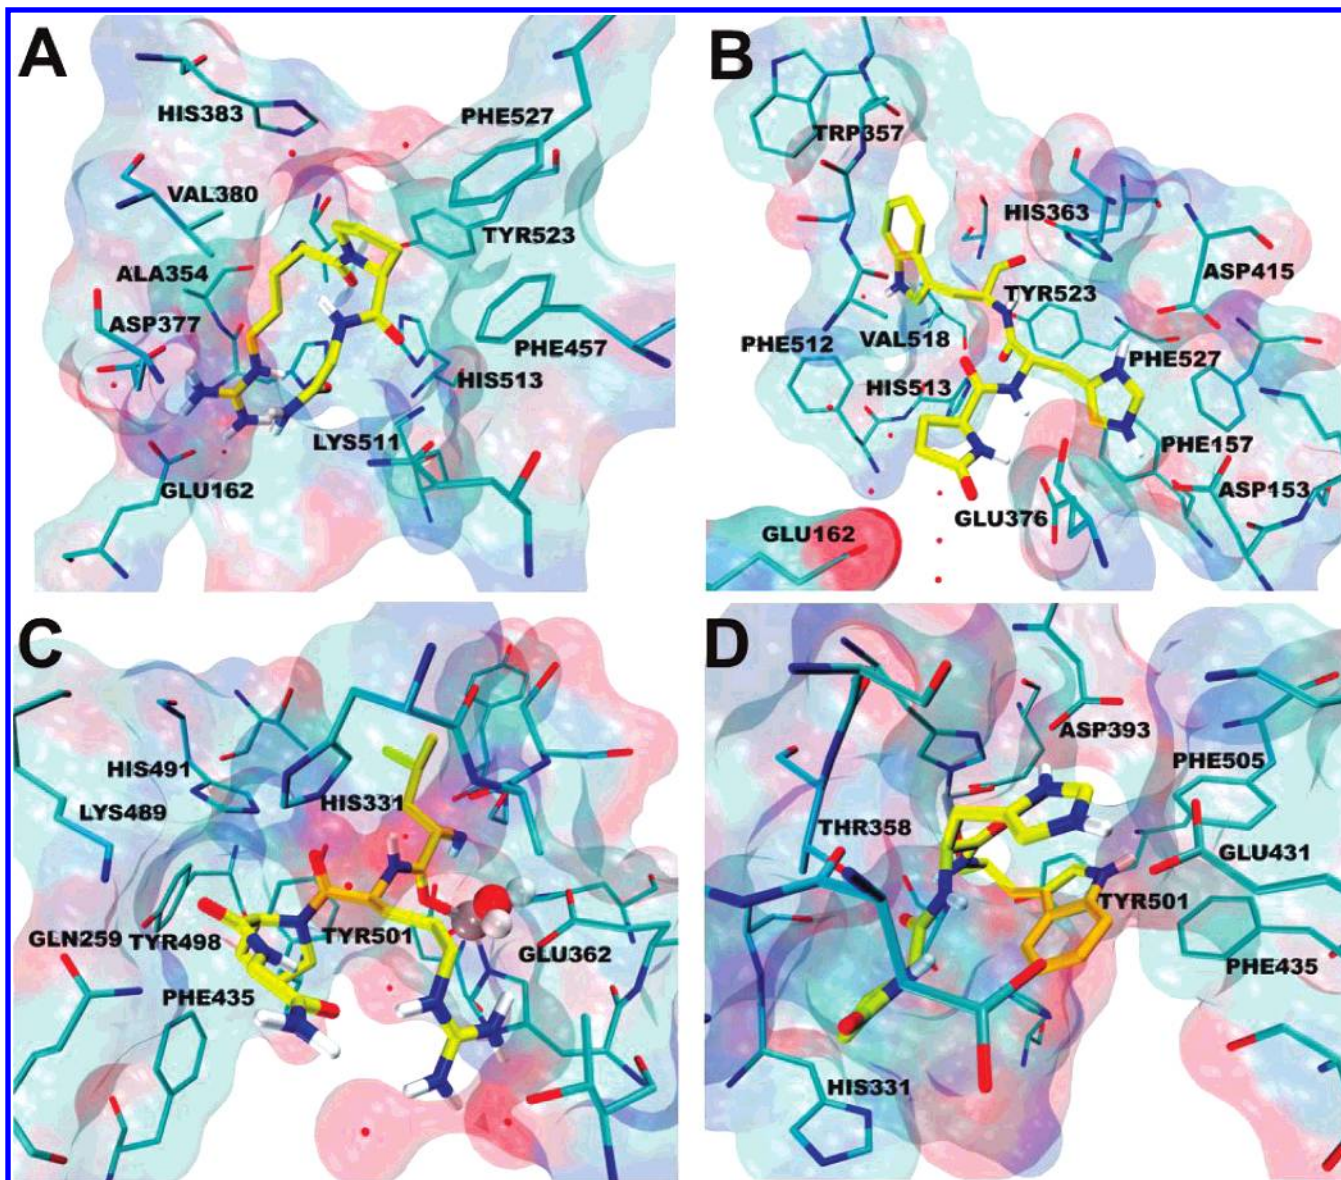 A
HIS383
PHE527
VAL380
TYR523
ALA354
ASP377
PHE457
HIS513
LYS511
GLU162
B
TRP357
HIS363
ASP415
TYR523
PHE512
VAL518
PHE527
HIS513
PHE157
ASP153
GLU376
GLU162
C
HIS491
HIS331
LYS489
GLN259
TYR498
TYR501
GLU362
PHE435
D
ASP393
PHE505
THR358
GLU431
TYR501
PHE435
HIS331